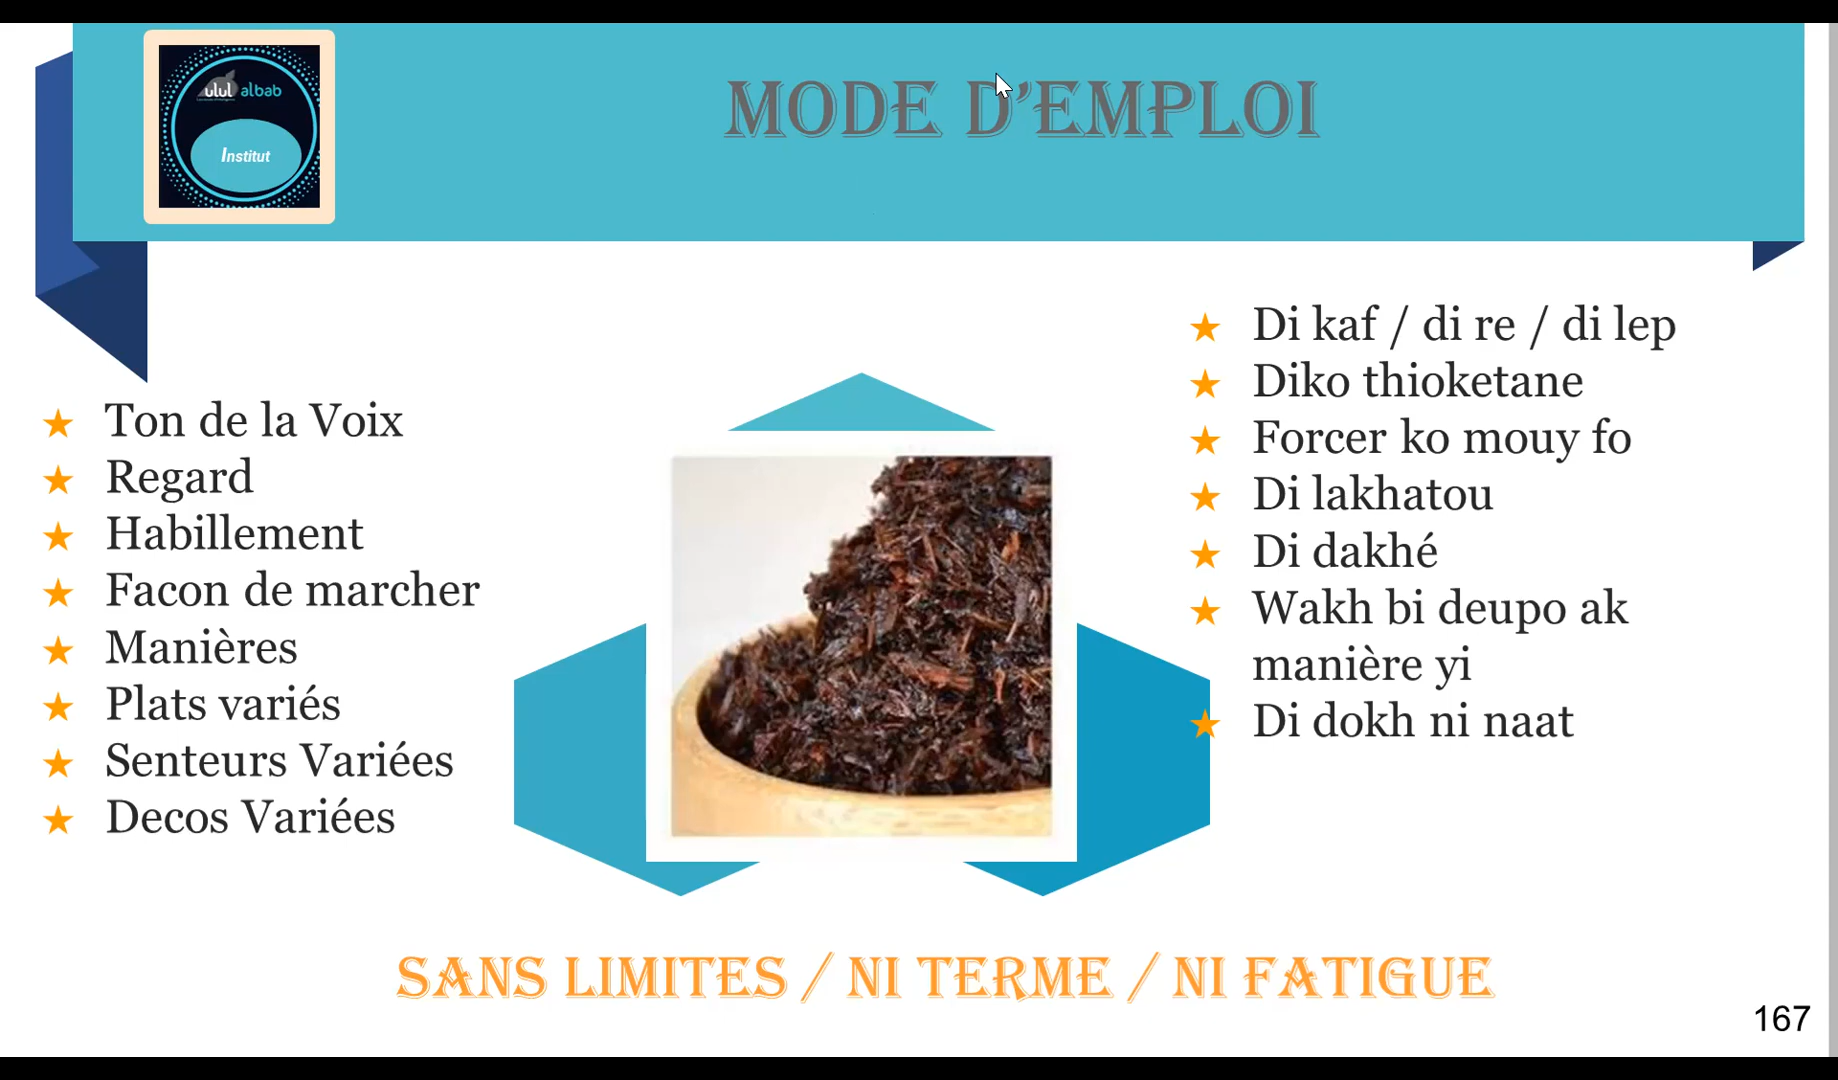 ulul albab
Institut
MODE D'EMPLOI
Ton de la Voix
Regard
Habillement
Facon de marcher
Manières
Plats variés
Senteurs Variées
Decos Variées
Di kaf / di re / di lep
Diko thioketane
Forcer ko mouy fo
Di lakhatou
Di dakhé
Wakh bi deupo ak
manière yi
Di dokh ni naat
SANS LIMITES / NI TERME / NI FATIGUE
167